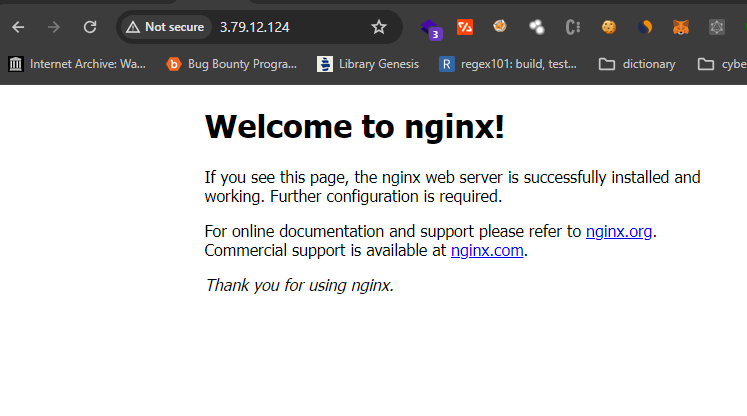 Not secure 3.79.12.124
3
Internet Archive: Wa... Bug Bounty Progra... Library Genesis R regex101: build, test... dictionary cybe
Welcome to nginx!
If you see this page, the nginx web server is successfully installed and
working. Further configuration is required.
For online documentation and support please refer to nginx.org.
Commercial support is available at nginx.com.
Thank you for using nginx.